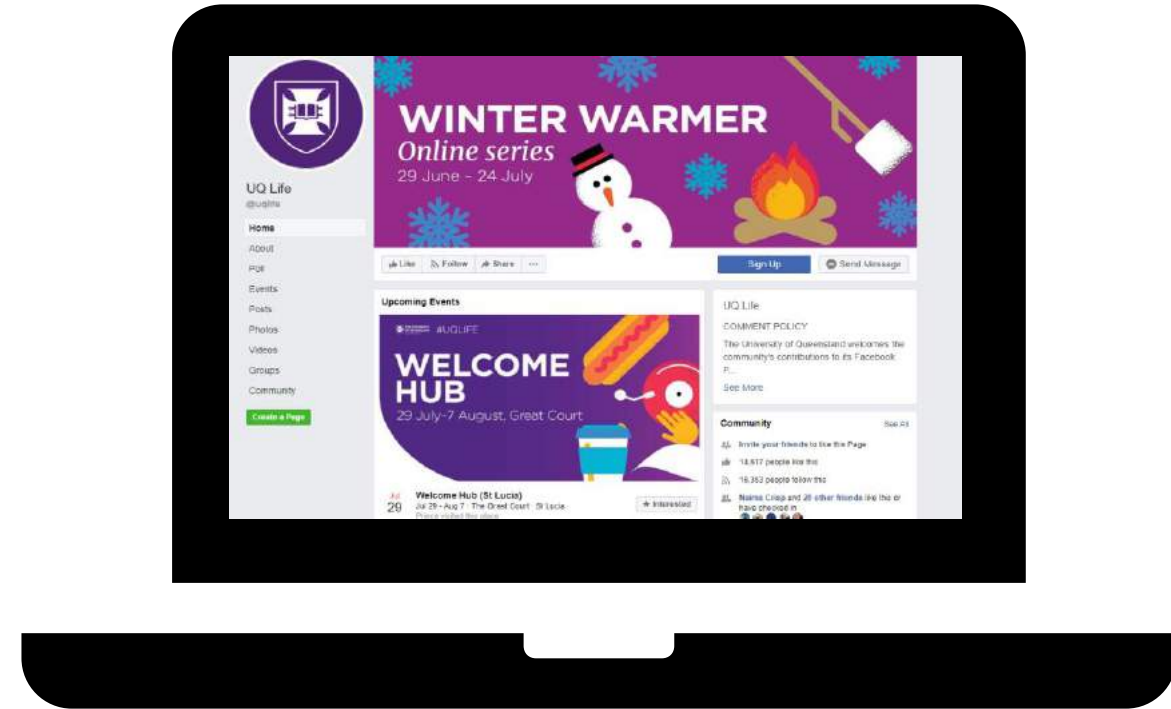 UQ Life
@uqlife
Home
About
Poll
Events
Posts
Photos
Videos
Groups
Community
Create a Page
WINTER WARMER
Online series
29 June - 24 July
Like
Follow
Share
Sign Up
Send Message
Upcoming Events
#UQLIFE
WELCOME
HUB
29 July-7 August, Great Court
Jul
29
Welcome Hub (St Lucia)
Jul 29 - Aug 7 · The Great Court · St Lucia
visited this place
Interested
UQ Life
COMMENT POLICY
The University of Queensland welcomes the
community's contributions to its Facebook
P...
See More
Community
See All
Invite your friends to like this Page
people like this
people follow this
Crisp and 20 other friends like this or
have checked in